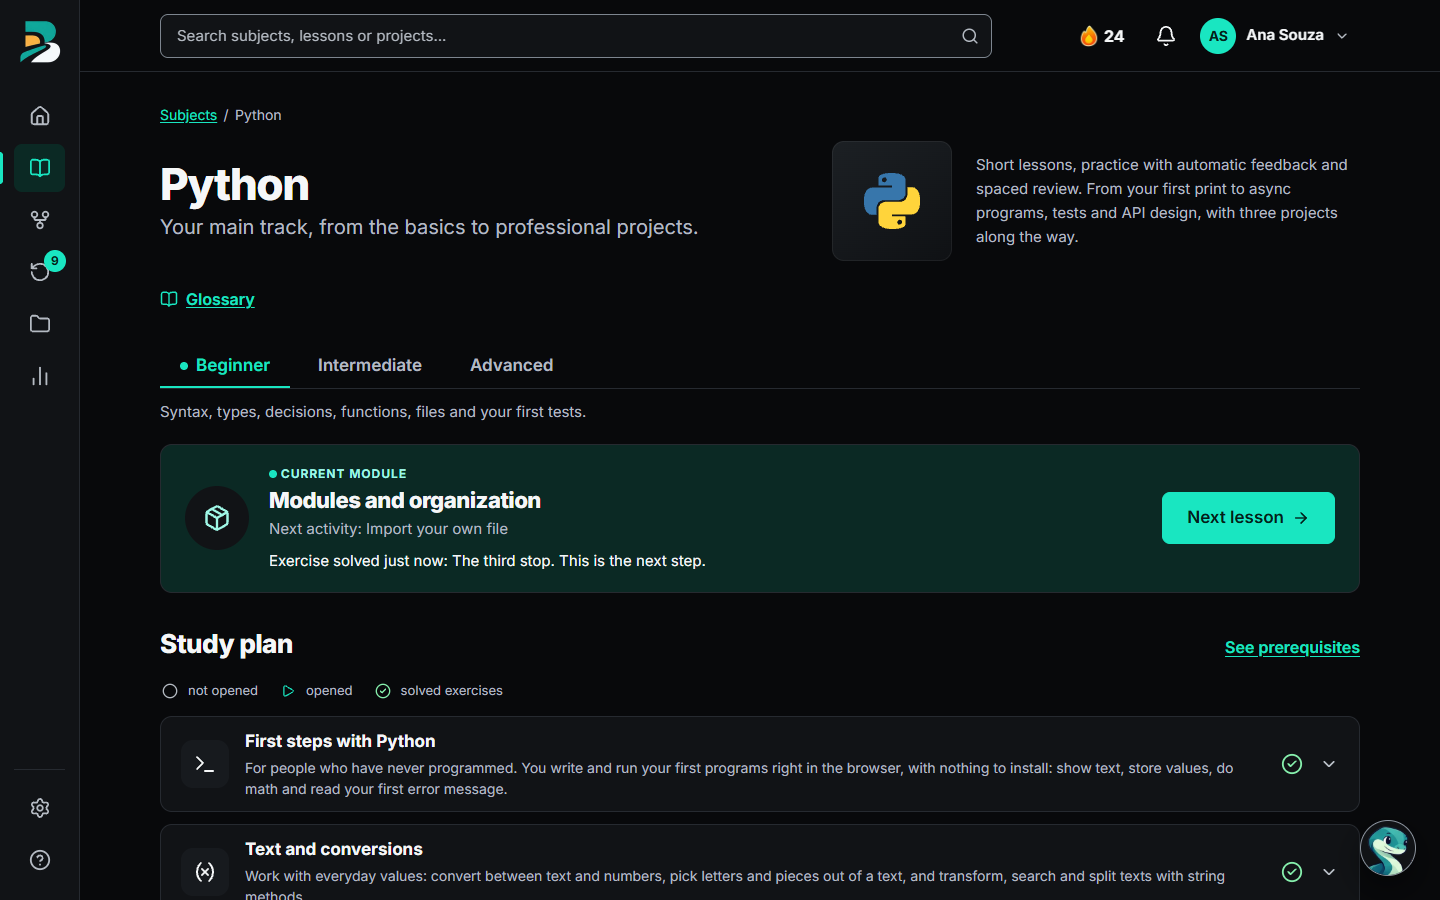 Search subjects, lessons or projects...
24
AS
Ana Souza
9
Subjects / Python
Python
Your main track, from the basics to professional projects.
Short lessons, practice with automatic feedback and
spaced review. From your first print to async
programs, tests and API design, with three projects
along the way.
Glossary
Beginner
Intermediate
Advanced
Syntax, types, decisions, functions, files and your first tests.
CURRENT MODULE
Modules and organization
Next activity: Import your own file
Exercise solved just now: The third stop. This is the next step.
Next lesson
Study plan
See prerequisites
not opened
opened
solved exercises
First steps with Python
For people who have never programmed. You write and run your first programs right in the browser, with nothing to install: show text, store values, do
math and read your first error message.
Text and conversions
Work with everyday values: convert between text and numbers, pick letters and pieces out of a text, and transform, search and split texts with string
methods.